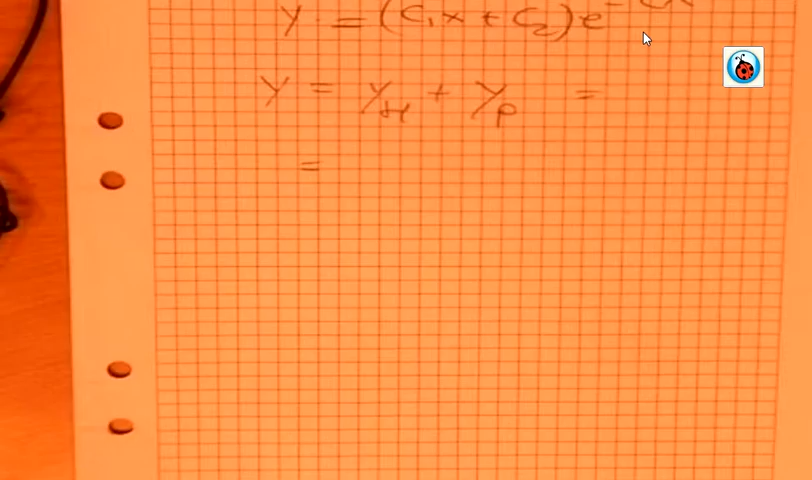 y = (C₁x + C₂)e⁻
y = y_H + y_P =
=